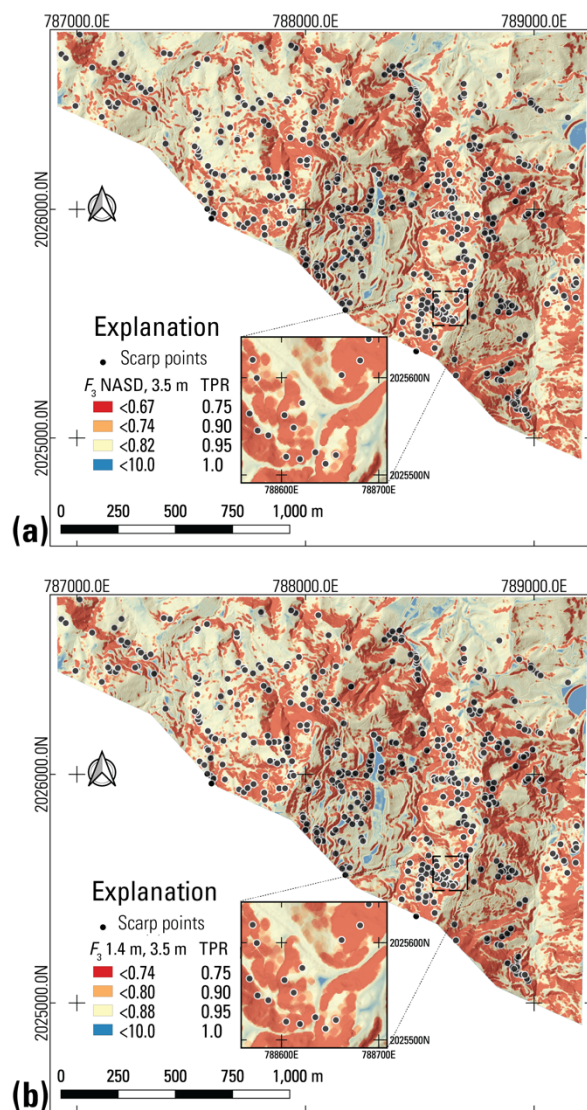 787000.0E 788000.0E 789000.0E
2026000.0N
Explanation
Scarp points
F3 NASD, 3.5 m TPR
<0.67 0.75
<0.74 0.90
<0.82 0.95
<10.0 1.0
2025600N
2025500N
788600E 788700E
2025000.0N
(a)
0 250 500 750 1,000 m
787000.0E 788000.0E 789000.0E
2026000.0N
Explanation
Scarp points
F3 1.4 m, 3.5 m TPR
<0.74 0.75
<0.80 0.90
<0.88 0.95
<10.0 1.0
2025600N
2025500N
788600E 788700E
2025000.0N
(b)
0 250 500 750 1,000 m